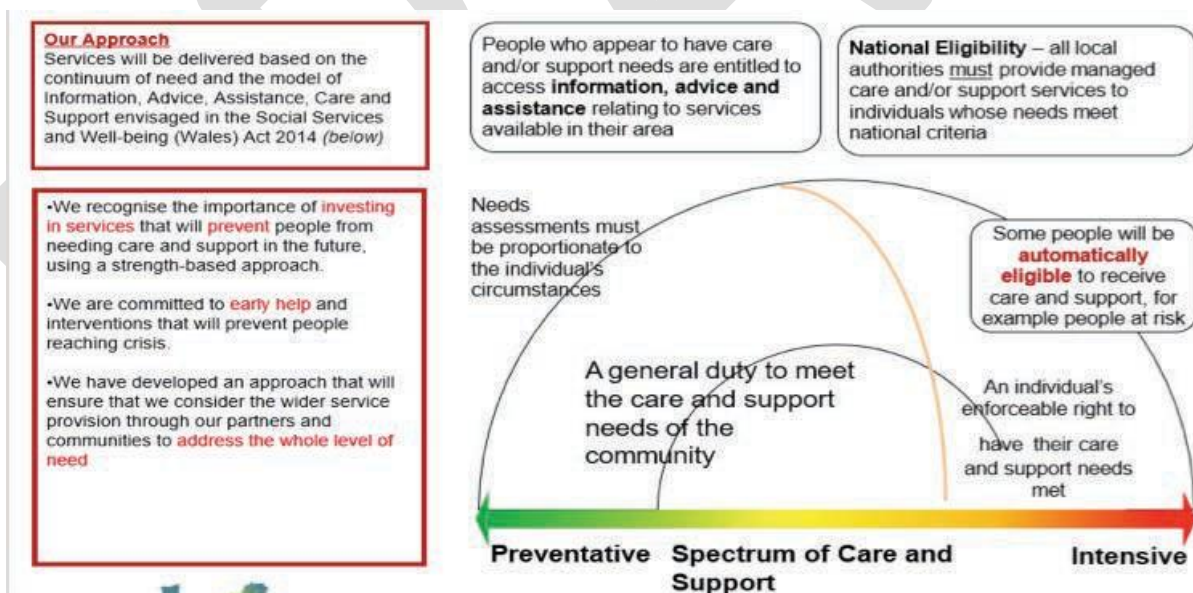 Our Approach
Services will be delivered based on the
continuum of need and the model of
Information, Advice, Assistance, Care and
Support envisaged in the Social Services
and Well-being (Wales) Act 2014 (below)
•We recognise the importance of investing
in services that will prevent people from
needing care and support in the future,
using a strength-based approach.
•We are committed to early help and
interventions that will prevent people
reaching crisis.
•We have developed an approach that will
ensure that we consider the wider service
provision through our partners and
communities to address the whole level of
need
People who appear to have care
and/or support needs are entitled to
access information, advice and
assistance relating to services
available in their area
National Eligibility – all local
authorities must provide managed
care and/or support services to
individuals whose needs meet
national criteria
Needs
assessments must
be proportionate to
the individual's
circumstances
Some people will be
automatically
eligible to receive
care and support, for
example people at risk
A general duty to meet
the care and support
needs of the
community
An individual's
enforceable right to
have their care
and support needs
met
Preventative
Spectrum of Care and
Support
Intensive